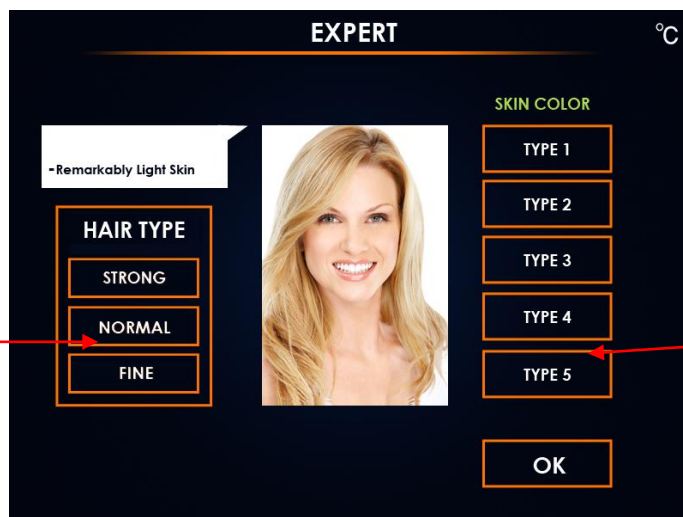 EXPERT
°C
SKIN COLOR
-Remarkably Light Skin
TYPE 1
TYPE 2
HAIR TYPE
STRONG
TYPE 3
NORMAL
TYPE 4
FINE
TYPE 5
OK